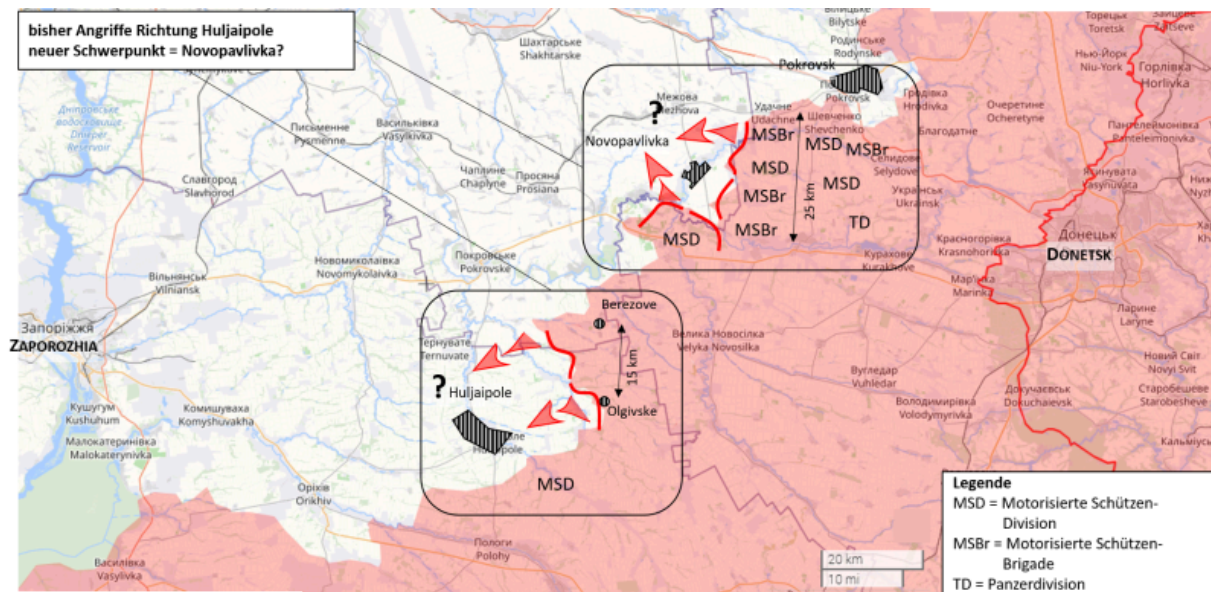 bisher Angriffe Richtung Huljaipole
neuer Schwerpunkt = Novopavlivka?
Білицьке
Bilytske
Торецьк
Toretsk
Зайцеве
Zaitseve
Шахтарське
Shakhtarske
Родинське
Rodynske
Нью-Йорк
Niu-York
Горлівка
Horlivka
Pokrovsk
Pokrovsk
Дніпровське
водосховище
Dnieper
Reservoir
Межова
Mezhova
?
Удачне
Udachne
Гродівка
Hrodivka
Очеретине
Ocheretyne
Письменне
Pysmenne
Васильківка
Vasylkivka
Шевченко
Shevchenko
Благодатне
Пантелеймонівка
Panteleimonivka
Novopavlivka
MSBr
MSD
MSBr
Чаплине
Chaplyne
Просяна
Prosiana
MSD
Селидове
Selydove
Ясинувата
Yasynuvata
Славгород
Slavhorod
MSBr
MSD
25 km
Українськ
Ukrainsk
MSD
MSBr
TD
Красногорівка
Krasnohorivka
Донецьк
DONETSK
Вільнянськ
Vilniansk
Новомиколаївка
Novomykolaivka
Покровське
Pokrovske
Курахове
Kurakhove
Мар'їнка
Marinka
Berezove
Ларине
Laryne
Запоріжжя
ZAPOROZHIA
Тернувате
Ternuvate
15 km
Велика Новосілка
Velyka Novosilka
Новий Світ
Novyi Svit
?
Huljaipole
Вугледар
Vuhledar
Докучаєвськ
Dokuchaievsk
Старобешеве
Starobesheve
Кушугум
Kushuhum
Комишуваха
Komyshuvakha
Olgivske
Володимирівка
Volodymyrivka
Малокатеринівка
Malokaterynivka
Кальміуське
Оріхів
Orikhiv
MSD
Пологи
Polohy
Василівка
Vasylivka
20 km
10 mi
Legende
MSD = Motorisierte Schützen-
Division
MSBr = Motorisierte Schützen-
Brigade
TD = Panzerdivision